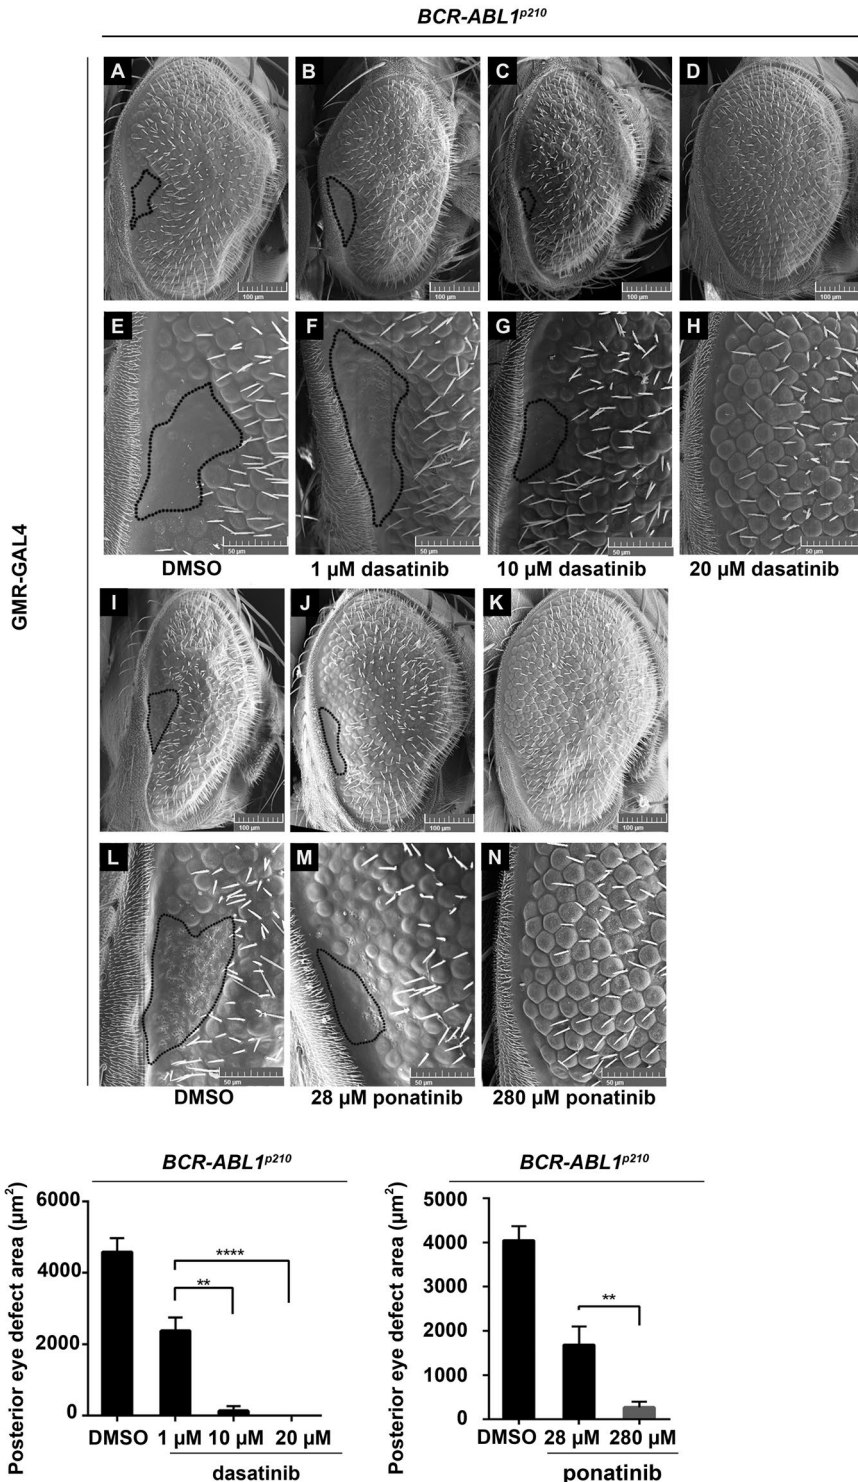 BCR-ABL1p210
GMR-GAL4
A B C D
100 µm 100 µm 100 µm 100 µm
E F G H
50 µm 50 µm 50 µm 50 µm
DMSO 1 µM dasatinib 10 µM dasatinib 20 µM dasatinib
I J K
100 µm 100 µm 100 µm
L M N
50 µm 50 µm 50 µm
DMSO 28 µM ponatinib 280 µM ponatinib
BCR-ABL1p210
Posterior eye defect area (µm2)
6000
4000
2000
0
****
**
DMSO 1 µM 10 µM 20 µM
dasatinib
BCR-ABL1p210
Posterior eye defect area (µm2)
5000
4000
3000
2000
1000
0
**
DMSO 28 µM 280 µM
ponatinib